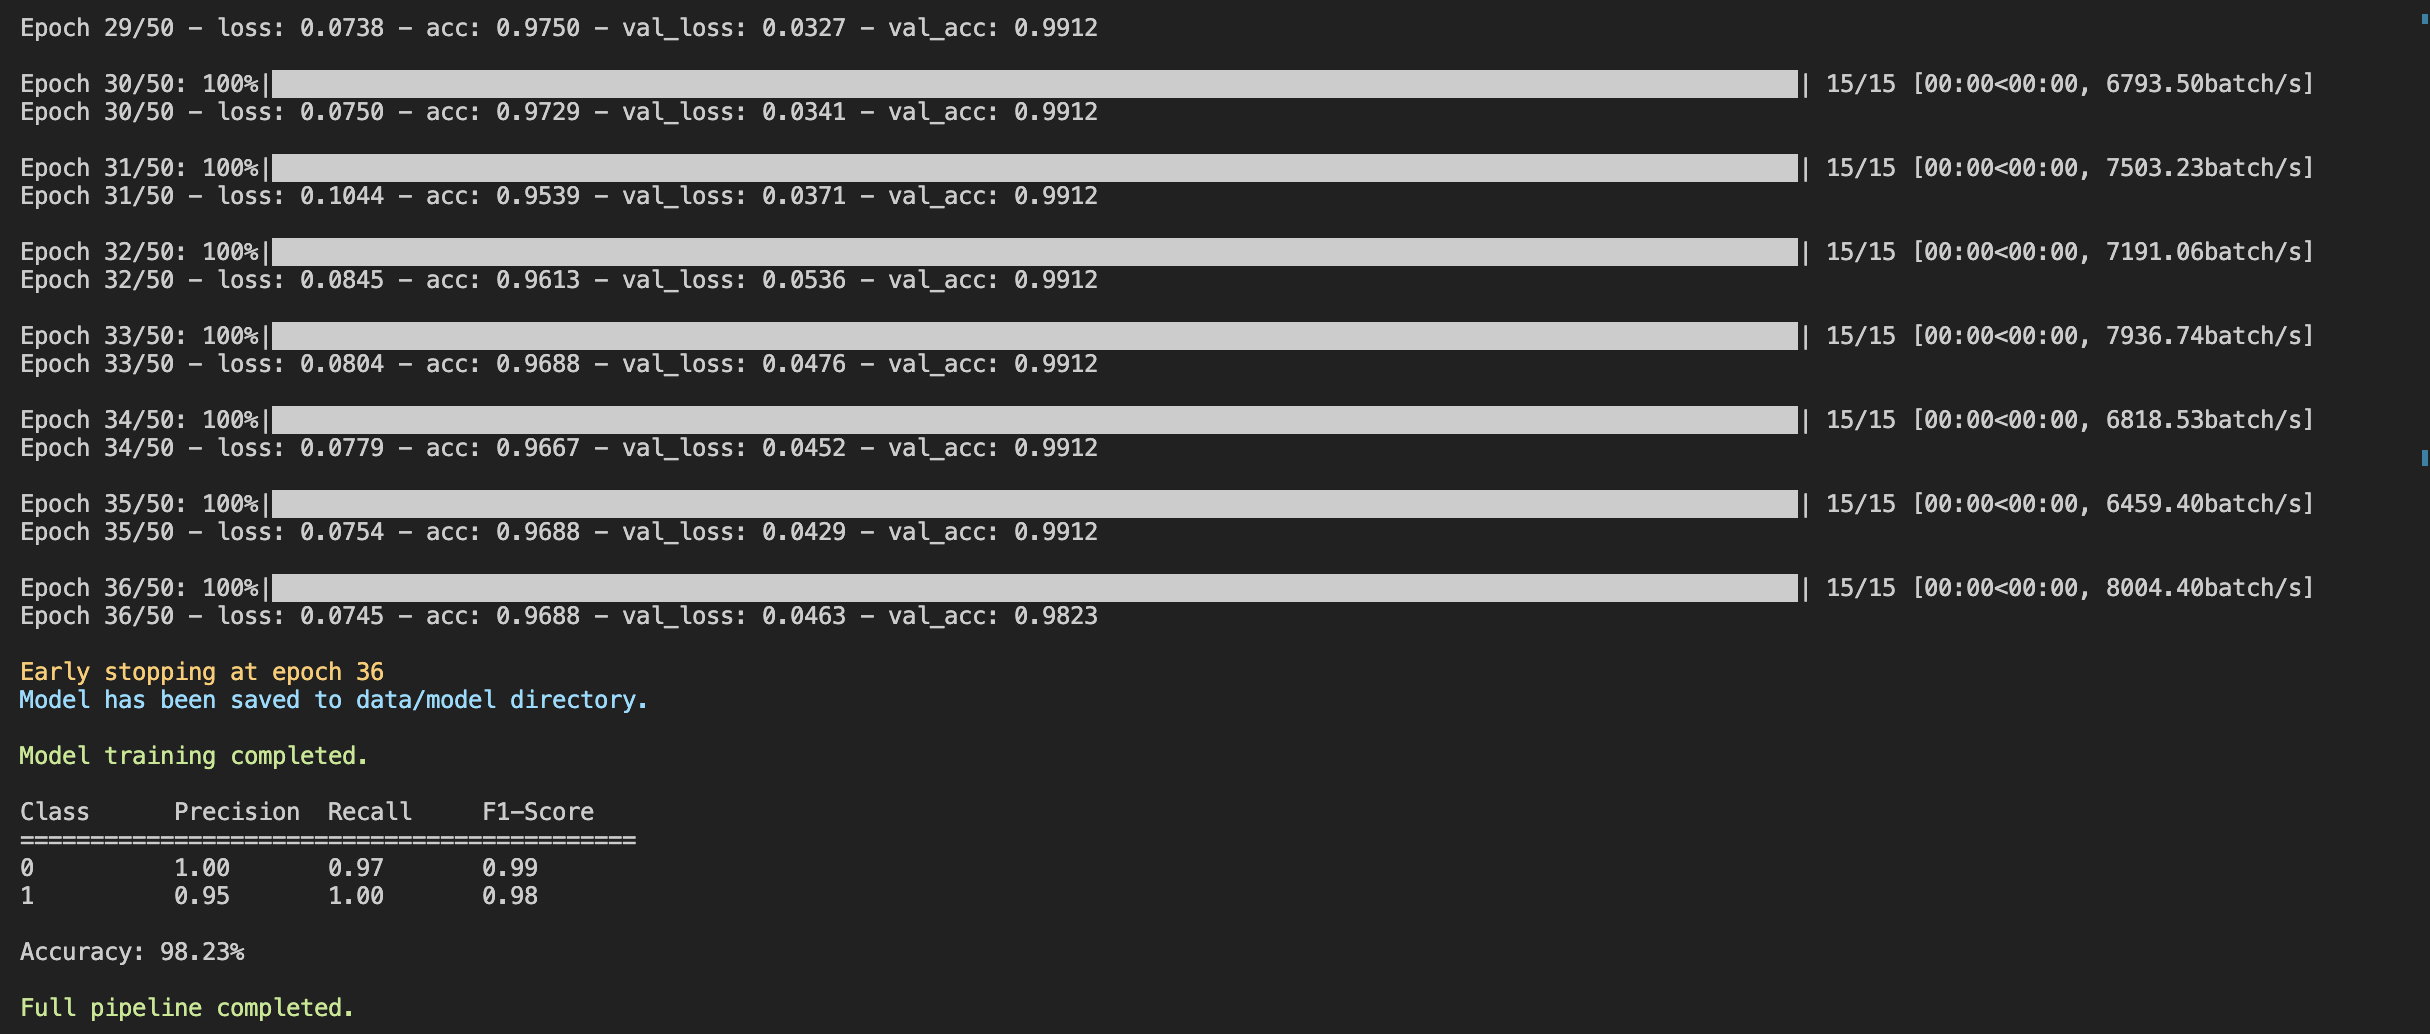 Epoch 29/50 - loss: 0.0738 - acc: 0.9750 - val_loss: 0.0327 - val_acc: 0.9912
Epoch 30/50: 100%| | 15/15 [00:00<00:00, 6793.50batch/s]
Epoch 30/50 - loss: 0.0750 - acc: 0.9729 - val_loss: 0.0341 - val_acc: 0.9912
Epoch 31/50: 100%| | 15/15 [00:00<00:00, 7503.23batch/s]
Epoch 31/50 - loss: 0.1044 - acc: 0.9539 - val_loss: 0.0371 - val_acc: 0.9912
Epoch 32/50: 100%| | 15/15 [00:00<00:00, 7191.06batch/s]
Epoch 32/50 - loss: 0.0845 - acc: 0.9613 - val_loss: 0.0536 - val_acc: 0.9912
Epoch 33/50: 100%| | 15/15 [00:00<00:00, 7936.74batch/s]
Epoch 33/50 - loss: 0.0804 - acc: 0.9688 - val_loss: 0.0476 - val_acc: 0.9912
Epoch 34/50: 100%| | 15/15 [00:00<00:00, 6818.53batch/s]
Epoch 34/50 - loss: 0.0779 - acc: 0.9667 - val_loss: 0.0452 - val_acc: 0.9912
Epoch 35/50: 100%| | 15/15 [00:00<00:00, 6459.40batch/s]
Epoch 35/50 - loss: 0.0754 - acc: 0.9688 - val_loss: 0.0429 - val_acc: 0.9912
Epoch 36/50: 100%| | 15/15 [00:00<00:00, 8004.40batch/s]
Epoch 36/50 - loss: 0.0745 - acc: 0.9688 - val_loss: 0.0463 - val_acc: 0.9823
Early stopping at epoch 36
Model has been saved to data/model directory.
Model training completed.
Class Precision Recall F1-Score
============================================
0 1.00 0.97 0.99
1 0.95 1.00 0.98
Accuracy: 98.23%
Full pipeline completed.